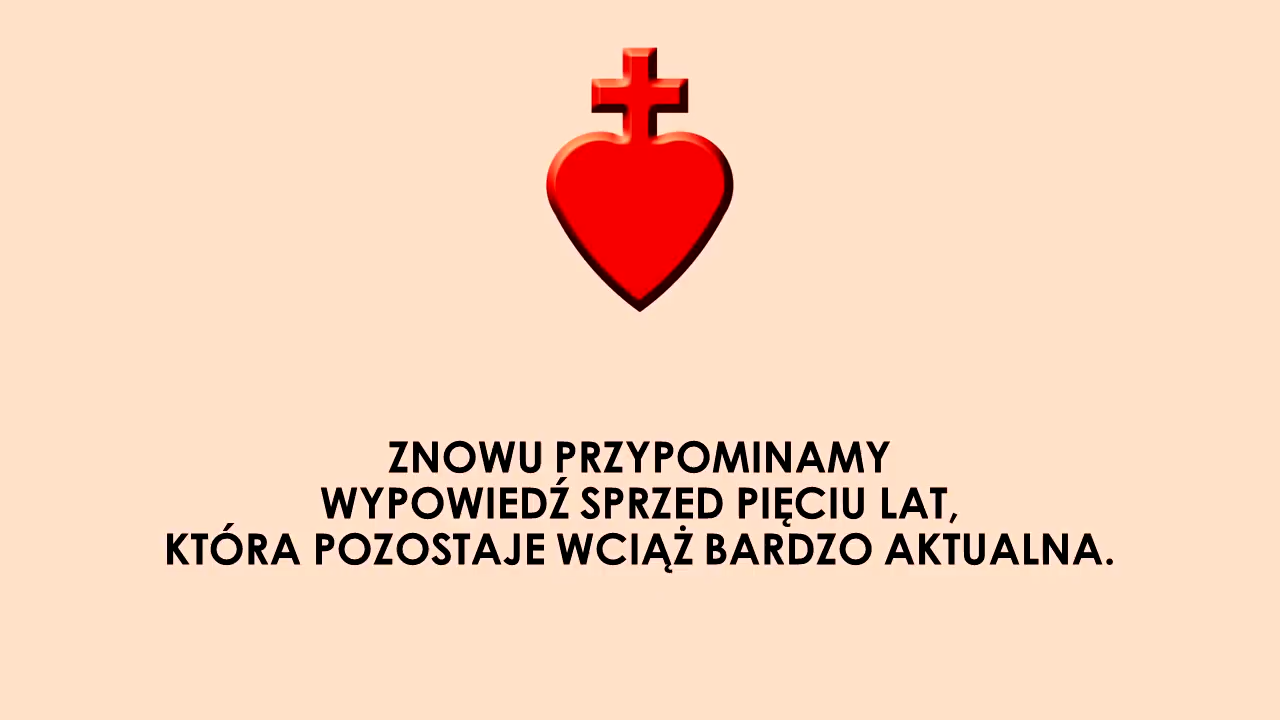 ZNOWU PRZYPOMINAMY
WYPOWIEDŹ SPRZED PIĘCIU LAT,
KTÓRA POZOSTAJE WCIĄŻ BARDZO AKTUALNA.